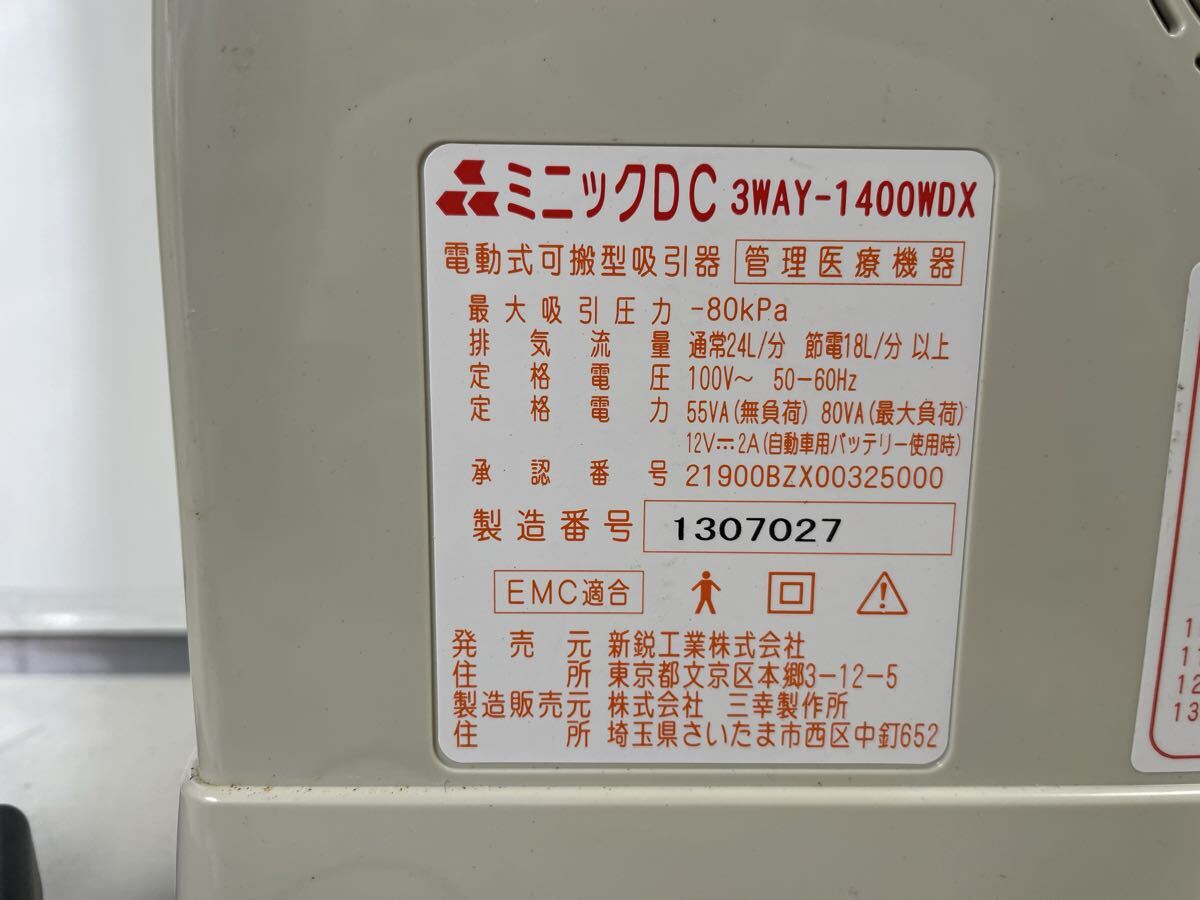 ミニックDC 3WAY-1400WDX
電動式可搬型吸引器 管理医療機器
最大吸引圧力 -80kPa
排気流量 通常24L/分 節電18L/分 以上
定格電圧 100V~ 50-60Hz
定格電力 55VA(無負荷) 80VA(最大負荷)
12V⎓2A(自動車用バッテリー使用時)
承認番号 21900BZX00325000
製造番号 1307027
EMC適合
発売元 新鋭工業株式会社
住所 東京都文京区本郷3-12-5
製造販売元 株式会社 三幸製作所
住所 埼玉県さいたま市西区中釘652
1
11
12
13